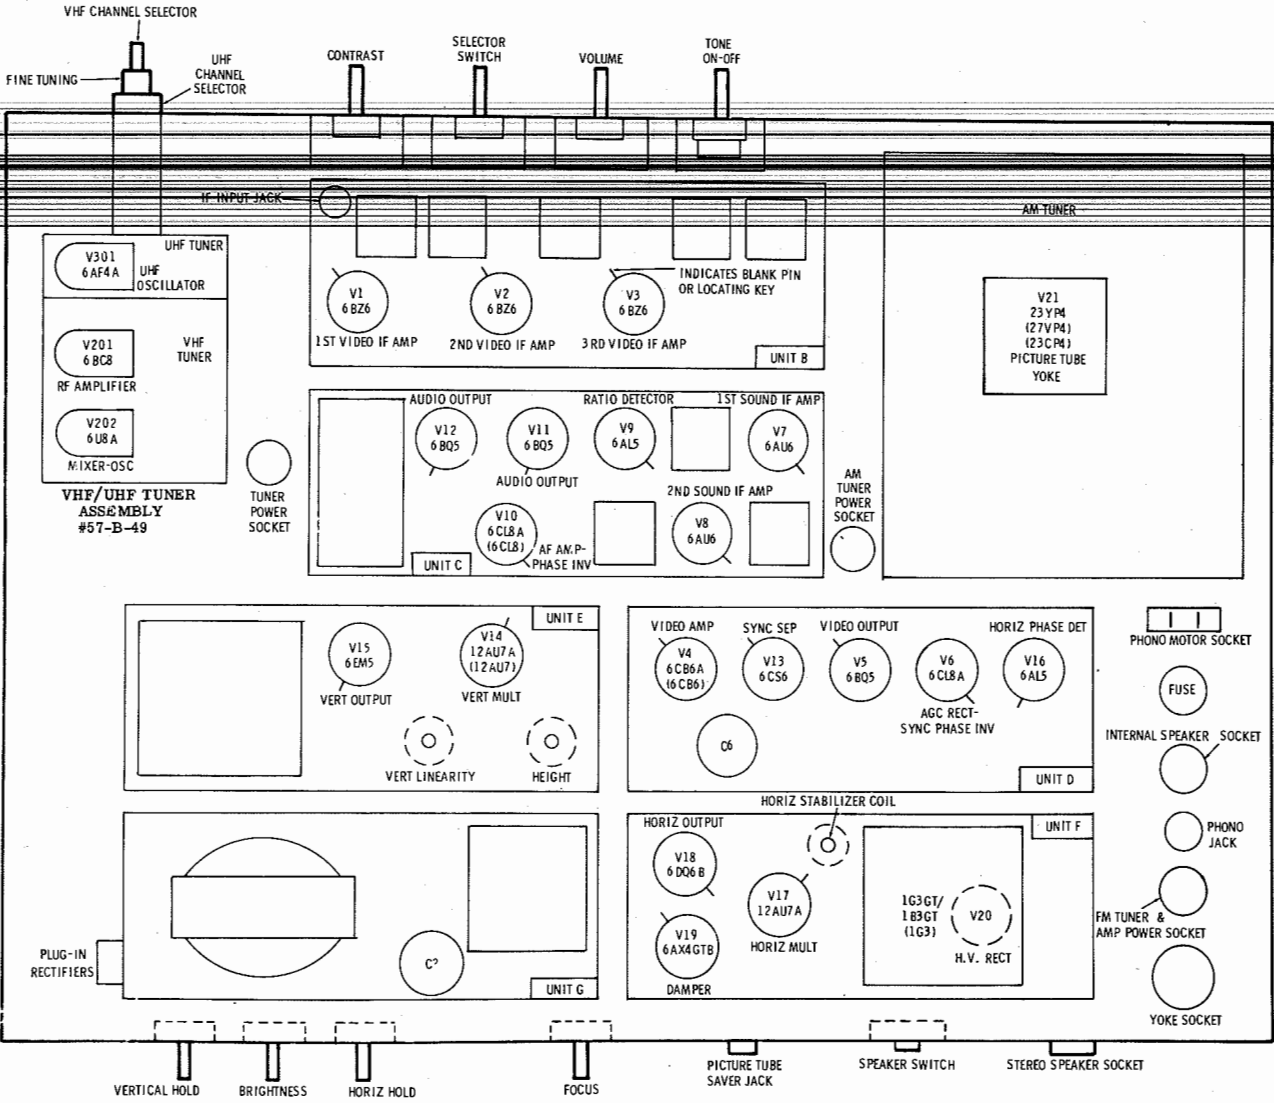 VHF CHANNEL SELECTOR
FINE TUNING
UHF
CHANNEL
SELECTOR
CONTRAST
SELECTOR
SWITCH
VOLUME
TONE
ON-OFF
IF INPUT JACK
AM TUNER
UHF TUNER
V301
6AF4A
UHF
OSCILLATOR
V201
6BC8
VHF
TUNER
RF AMPLIFIER
V202
6U8A
MIXER-OSC
VHF/UHF TUNER
ASSEMBLY
#57-B-49
TUNER
POWER
SOCKET
V1
6BZ6
1ST VIDEO IF AMP
V2
6BZ6
2ND VIDEO IF AMP
V3
6BZ6
3RD VIDEO IF AMP
INDICATES BLANK PIN
OR LOCATING KEY
UNIT B
V21
23YP4
(27VP4)
(23CP4)
PICTURE TUBE
YOKE
AUDIO OUTPUT
V12
6BQ5
V11
6BQ5
AUDIO OUTPUT
RATIO DETECTOR
V9
6AL5
1ST SOUND IF AMP
V7
6AU6
V10
6CL8A
(6CL8)
AF AMP-
PHASE INV
2ND SOUND IF AMP
V8
6AU6
UNIT C
AM
TUNER
POWER
SOCKET
UNIT E
V15
6EM5
VERT OUTPUT
V14
12AU7A
(12AU7)
VERT MULT
VERT LINEARITY
HEIGHT
VIDEO AMP
V4
6CB6A
(6CB6)
SYNC SEP
V13
6CS6
VIDEO OUTPUT
V5
6BQ5
V6
6CL8A
AGC RECT-
SYNC PHASE INV
HORIZ PHASE DET
V16
6AL5
C6
UNIT D
PHONO MOTOR SOCKET
FUSE
INTERNAL SPEAKER SOCKET
PHONO
JACK
FM TUNER &
AMP POWER SOCKET
YOKE SOCKET
PLUG-IN
RECTIFIERS
UNIT G
HORIZ STABILIZER COIL
HORIZ OUTPUT
V18
6DQ6B
V17
12AU7A
HORIZ MULT
V19
6AX4GTB
DAMPER
1G3GT/
1B3GT
(1G3)
V20
H.V. RECT
UNIT F
VERTICAL HOLD
BRIGHTNESS
HORIZ HOLD
FOCUS
PICTURE TUBE
SAVER JACK
SPEAKER SWITCH
STEREO SPEAKER SOCKET